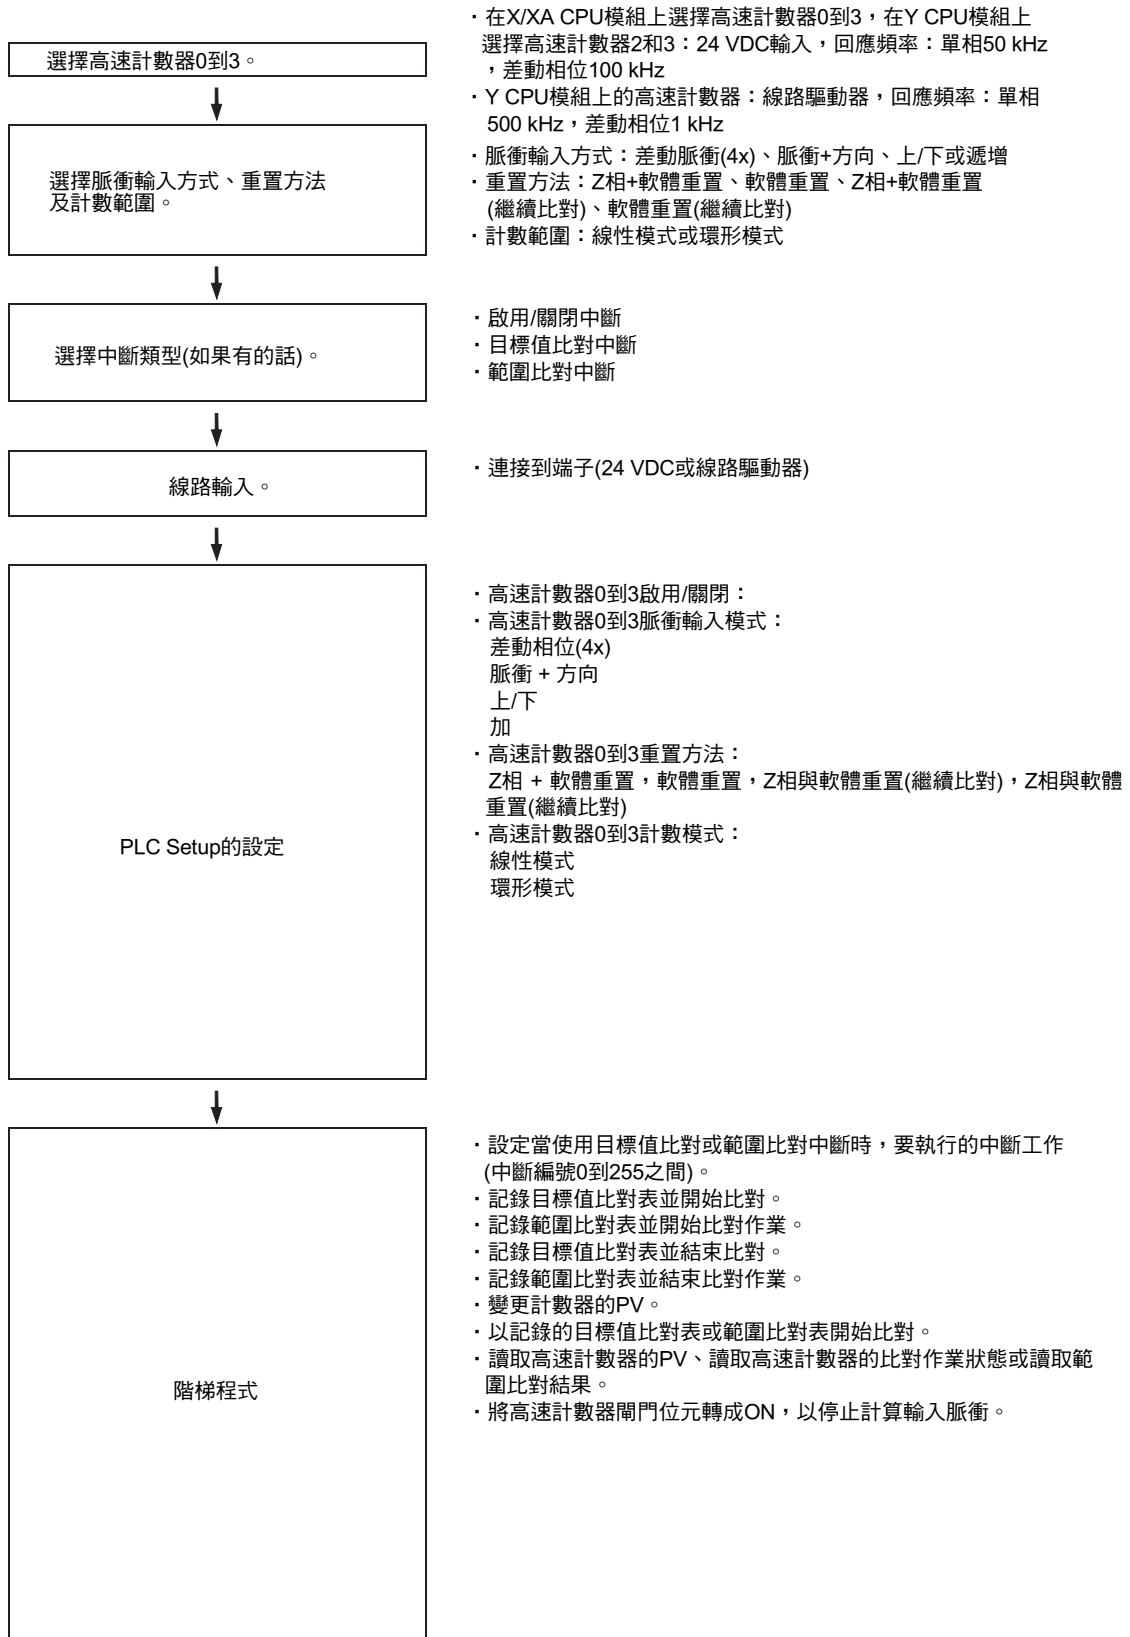 選擇高速計數器0到3。
・在X/XA CPU模組上選擇高速計數器0到3，在Y CPU模組上
選擇高速計數器2和3：24 VDC輸入，回應頻率：單相50 kHz
，差動相位100 kHz
・Y CPU模組上的高速計數器：線路驅動器，回應頻率：單相
500 kHz，差動相位1 kHz
選擇脈衝輸入方式、重置方法
及計數範圍。
・脈衝輸入方式：差動脈衝(4x)、脈衝+方向、上/下或遞增
・重置方法：Z相+軟體重置、軟體重置、Z相+軟體重置
(繼續比對)、軟體重置(繼續比對)
・計數範圍：線性模式或環形模式
選擇中斷類型(如果有的話)。
・啟用/關閉中斷
・目標值比對中斷
・範圍比對中斷
線路輸入。
・連接到端子(24 VDC或線路驅動器)
PLC Setup的設定
・高速計數器0到3啟用/關閉：
・高速計數器0到3脈衝輸入模式：
差動相位(4x)
脈衝 + 方向
上/下
加
・高速計數器0到3重置方法：
Z相 + 軟體重置，軟體重置，Z相與軟體重置(繼續比對)，Z相與軟體
重置(繼續比對)
・高速計數器0到3計數模式：
線性模式
環形模式
階梯程式
・設定當使用目標值比對或範圍比對中斷時，要執行的中斷工作
(中斷編號0到255之間)。
・記錄目標值比對表並開始比對。
・記錄範圍比對表並開始比對作業。
・記錄目標值比對表並結束比對。
・記錄範圍比對表並結束比對作業。
・變更計數器的PV。
・以記錄的目標值比對表或範圍比對表開始比對。
・讀取高速計數器的PV、讀取高速計數器的比對作業狀態或讀取範
圍比對結果。
・將高速計數器閘門位元轉成ON，以停止計算輸入脈衝。